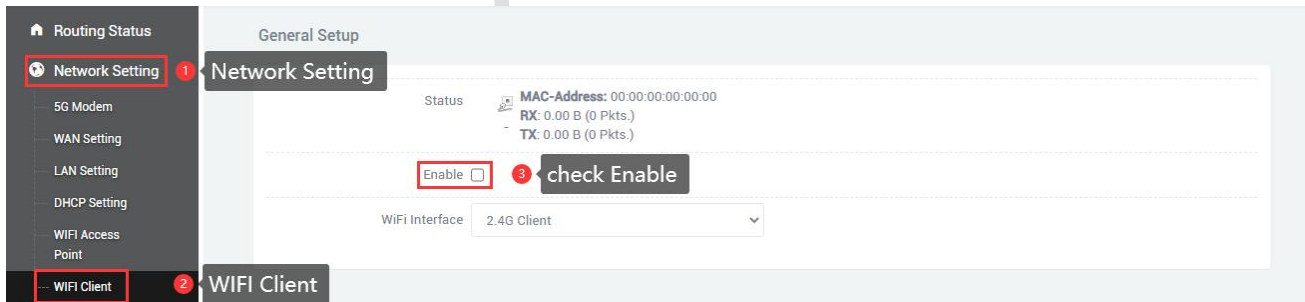 Routing Status
General Setup
Network Setting 1 Network Setting
5G Modem
Status MAC-Address: 00:00:00:00:00:00
RX: 0.00 B (0 Pkts.)
- TX: 0.00 B (0 Pkts.)
WAN Setting
LAN Setting
Enable 3 check Enable
DHCP Setting
WiFi Interface 2.4G Client
WIFI Access
Point
WIFI Client 2 WIFI Client